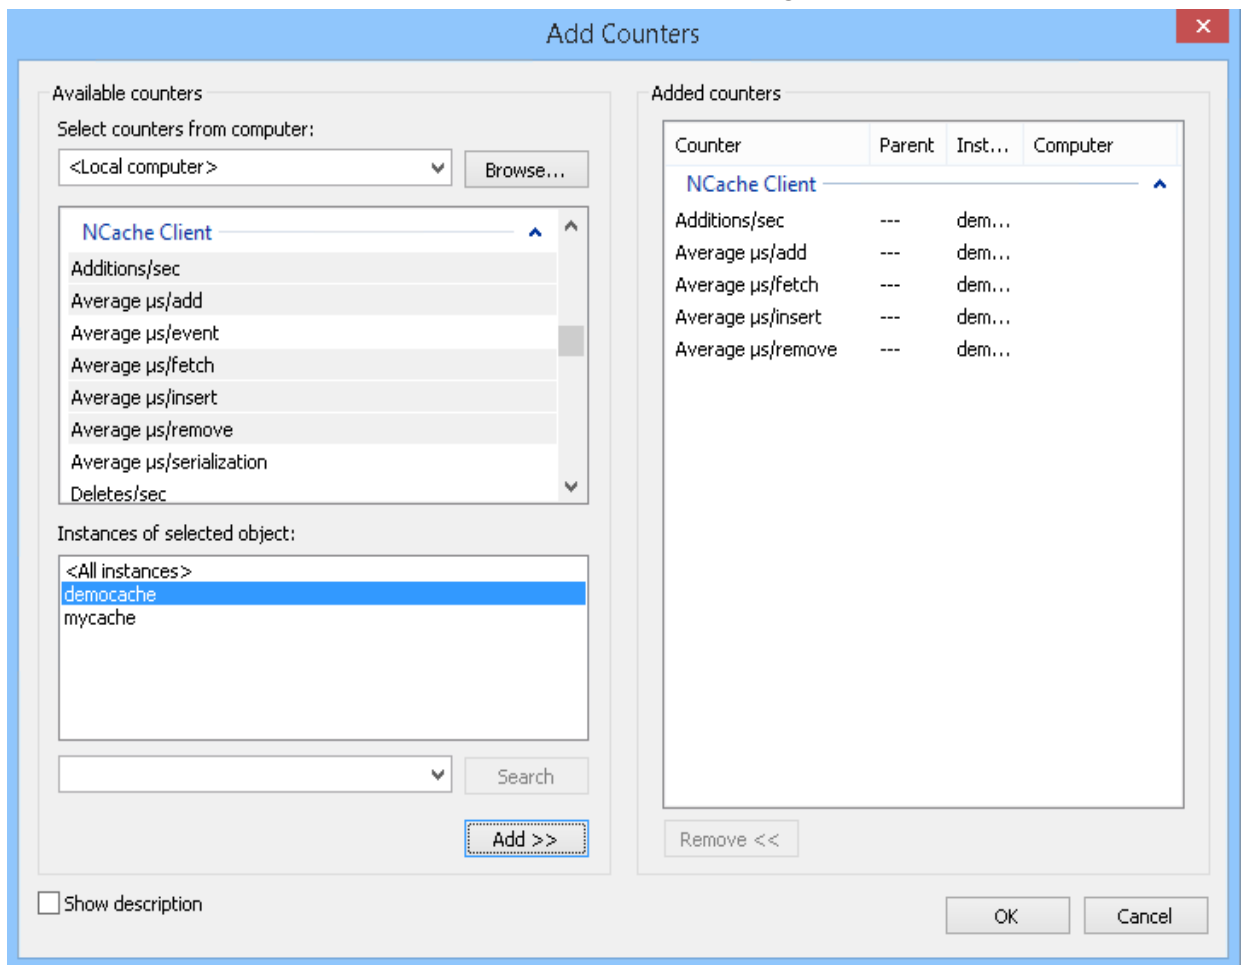 Add Counters
Available counters
Select counters from computer:
<Local computer>
Browse...
NCache Client
Additions/sec
Average µs/add
Average µs/event
Average µs/fetch
Average µs/insert
Average µs/remove
Average µs/serialization
Deletes/sec
Instances of selected object:
<All instances>
democache
mycache
Search
Add >>
Show description
Added counters
Counter Parent Inst... Computer
NCache Client
Additions/sec --- dem...
Average µs/add --- dem...
Average µs/fetch --- dem...
Average µs/insert --- dem...
Average µs/remove --- dem...
Remove <<
OK Cancel